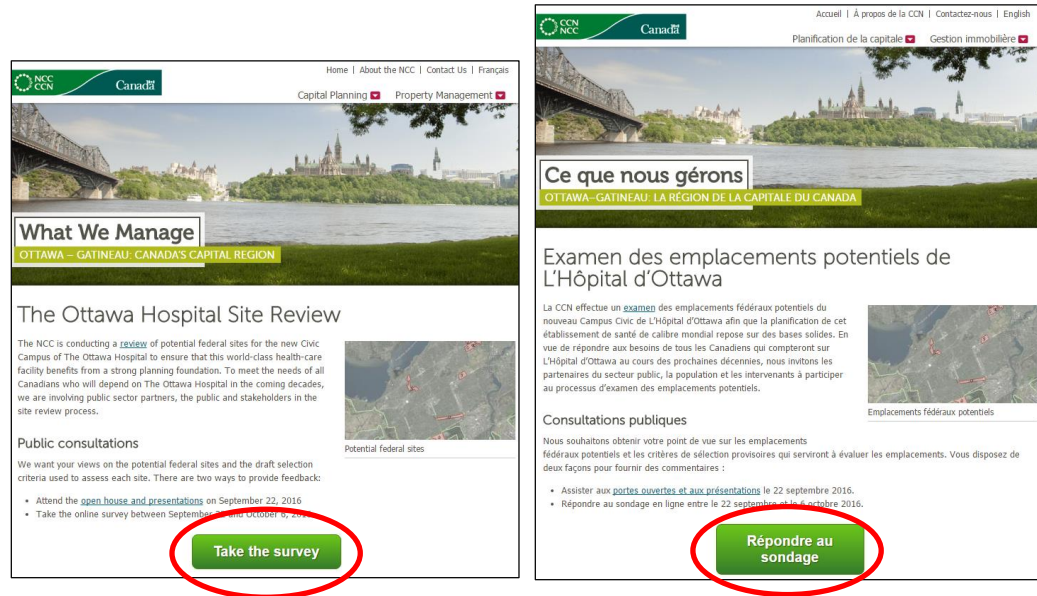 NCC
CCN
Canada
Home | About the NCC | Contact Us | Français
Capital Planning Property Management
What We Manage
OTTAWA – GATINEAU: CANADA'S CAPITAL REGION
The Ottawa Hospital Site Review
The NCC is conducting a review of potential federal sites for the new Civic
Campus of The Ottawa Hospital to ensure that this world-class health-care
facility benefits from a strong planning foundation. To meet the needs of all
Canadians who will depend on The Ottawa Hospital in the coming decades,
we are involving public sector partners, the public and stakeholders in the
site review process.
Potential federal sites
Public consultations
We want your views on the potential federal sites and the draft selection
criteria used to assess each site. There are two ways to provide feedback:
• Attend the open house and presentations on September 22, 2016
• Take the online survey between September and October 6,
Take the survey
CCN
NCC
Canada
Accueil | À propos de la CCN | Contactez-nous | English
Planification de la capitale Gestion immobilière
Ce que nous gérons
OTTAWA–GATINEAU: LA RÉGION DE LA CAPITALE DU CANADA
Examen des emplacements potentiels de
L'Hôpital d'Ottawa
La CCN effectue un examen des emplacements fédéraux potentiels du
nouveau Campus Civic de L'Hôpital d'Ottawa afin que la planification de cet
établissement de santé de calibre mondial repose sur des bases solides. En
vue de répondre aux besoins de tous les Canadiens qui compteront sur
L'Hôpital d'Ottawa au cours des prochaines décennies, nous invitons les
partenaires du secteur public, la population et les intervenants à participer
au processus d'examen des emplacements potentiels.
Emplacements fédéraux potentiels
Consultations publiques
Nous souhaitons obtenir votre point de vue sur les emplacements
fédéraux potentiels et les critères de sélection provisoires qui serviront à évaluer les emplacements. Vous disposez de
deux façons pour fournir des commentaires :
• Assister aux portes ouvertes et aux présentations le 22 septembre 2016.
• Répondre au sondage en ligne entre le 22 septembre et le 6 octobre 2016.
Répondre au
sondage